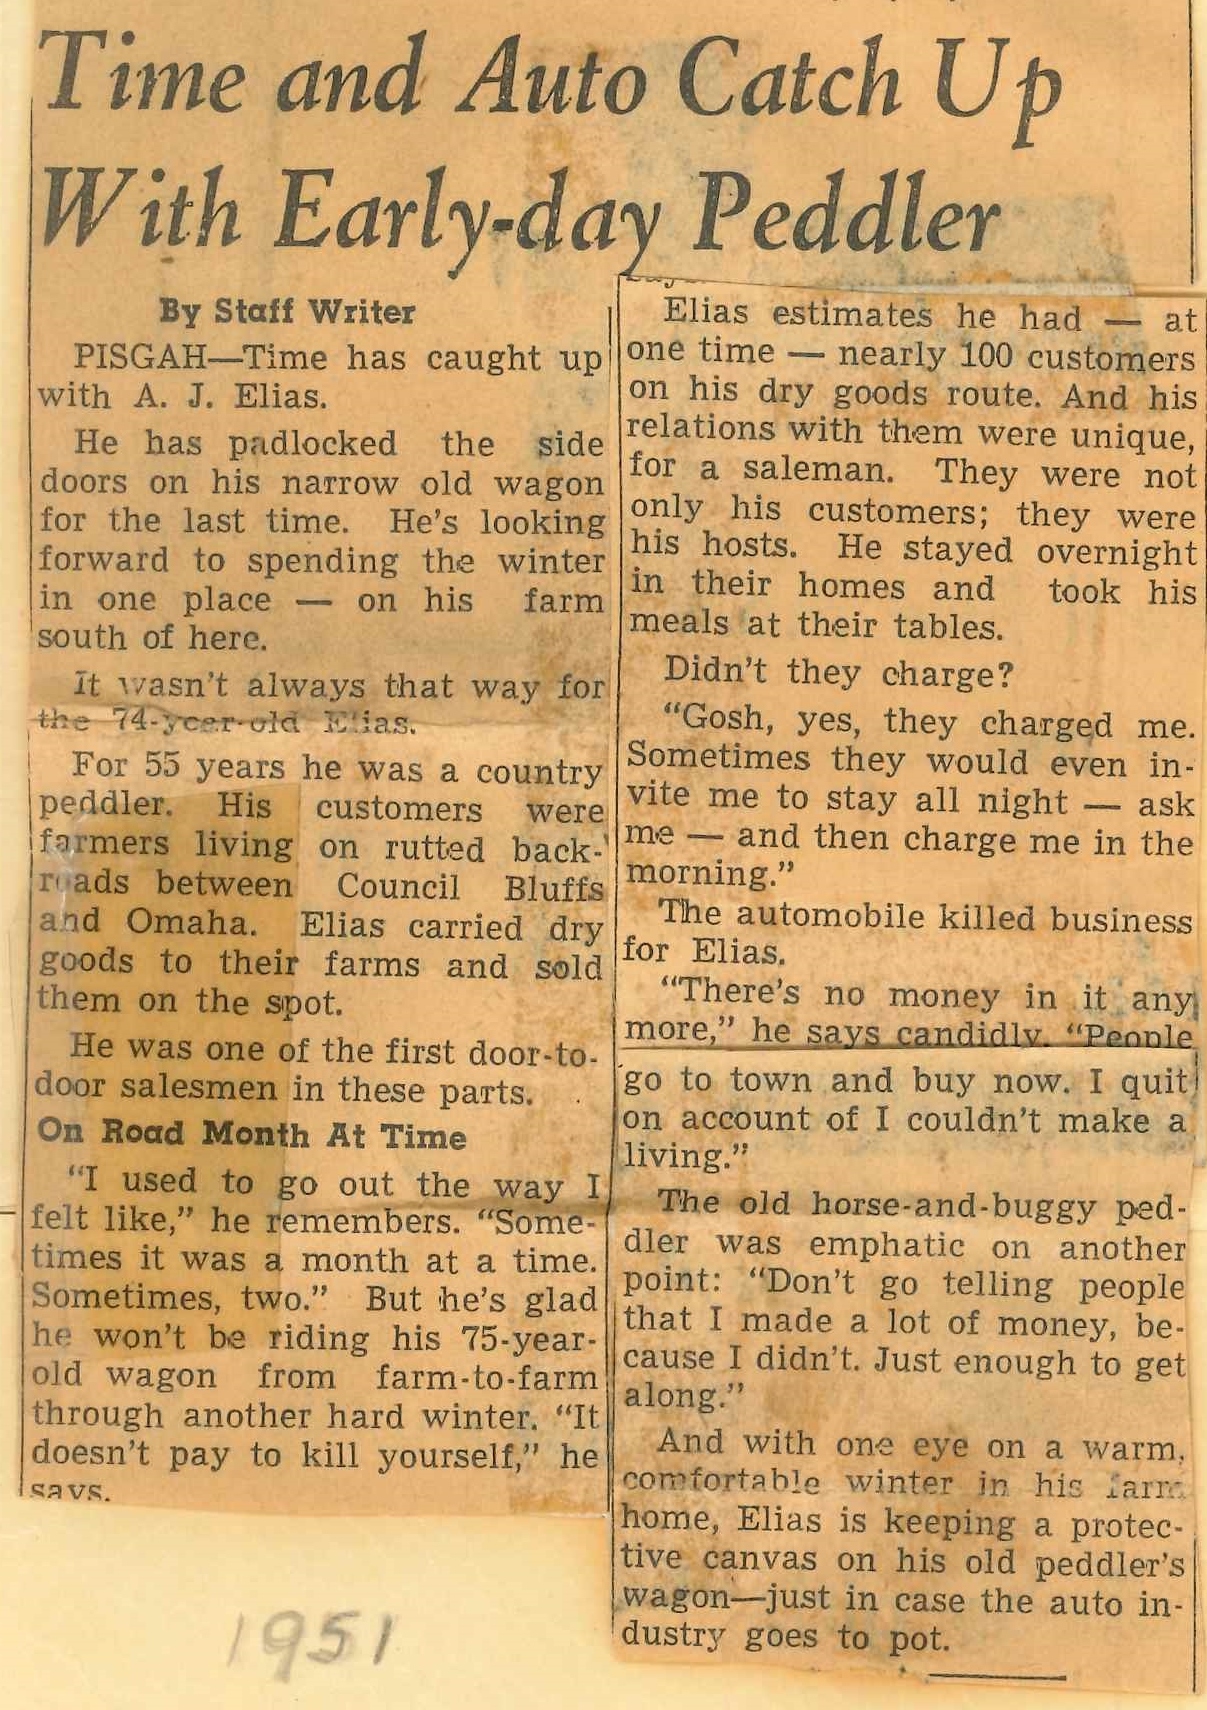 Time and Auto Catch Up
With Early-day Peddler
By Staff Writer
PISGAH—Time has caught up
with A. J. Elias.
He has padlocked the side
doors on his narrow old wagon
for the last time. He's looking
forward to spending the winter
in one place — on his farm
south of here.
It wasn't always that way for
the 74-year-old Elias.
For 55 years he was a country
peddler. His customers were
farmers living on rutted back-
roads between Council Bluffs
and Omaha. Elias carried dry
goods to their farms and sold
them on the spot.
He was one of the first door-to-
door salesmen in these parts.
On Road Month At Time
"I used to go out the way I
felt like," he remembers. "Some-
times it was a month at a time.
Sometimes, two." But he's glad
he won't be riding his 75-year-
old wagon from farm-to-farm
through another hard winter. "It
doesn't pay to kill yourself," he
says.
Elias estimates he had — at
one time — nearly 100 customers
on his dry goods route. And his
relations with them were unique,
for a saleman. They were not
only his customers; they were
his hosts. He stayed overnight
in their homes and took his
meals at their tables.
Didn't they charge?
"Gosh, yes, they charged me.
Sometimes they would even in-
vite me to stay all night — ask
me — and then charge me in the
morning."
The automobile killed business
for Elias.
"There's no money in it any
more," he says candidly. "People
go to town and buy now. I quit
on account of I couldn't make a
living."
The old horse-and-buggy ped-
dler was emphatic on another
point: "Don't go telling people
that I made a lot of money, be-
cause I didn't. Just enough to get
along."
And with one eye on a warm,
comfortable winter in his farm
home, Elias is keeping a protec-
tive canvas on his old peddler's
wagon—just in case the auto in-
dustry goes to pot.
1951